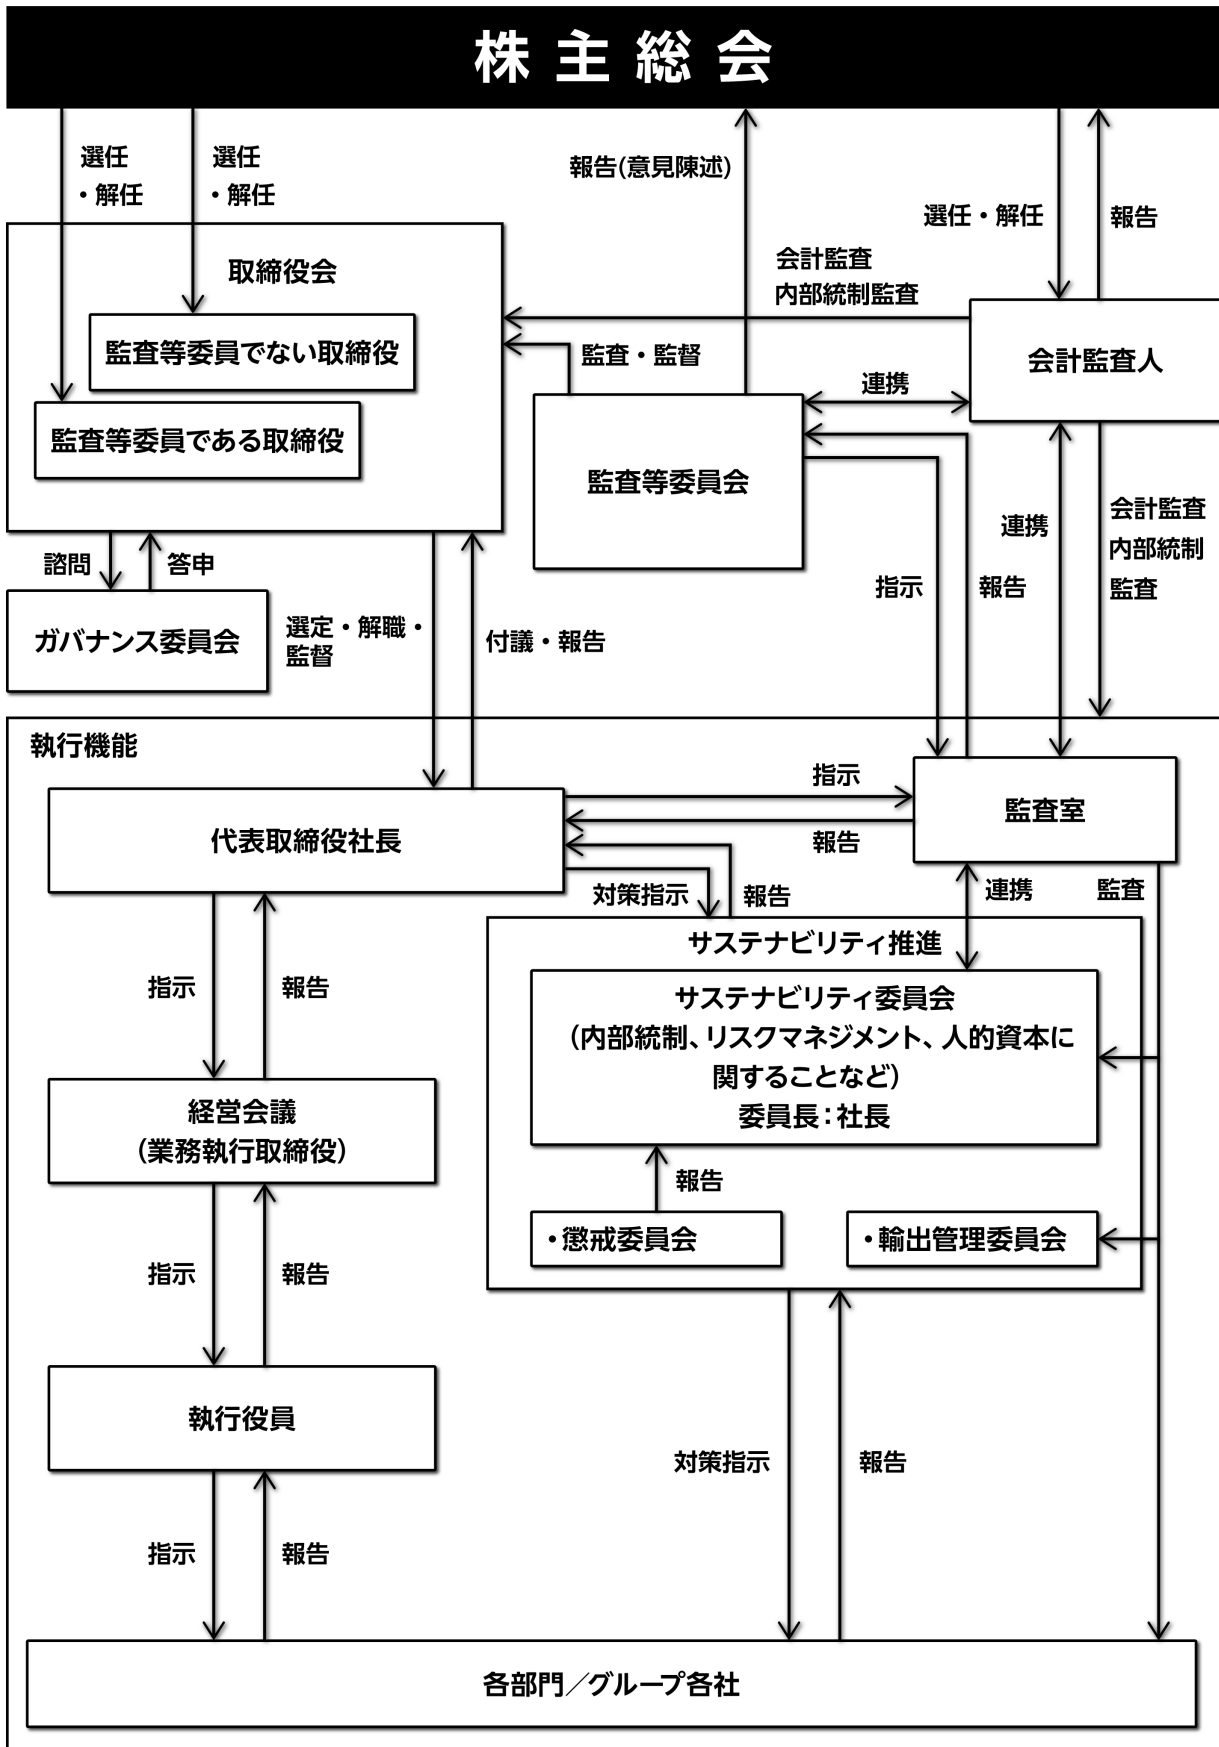 株主総会
選任
・解任
選任
・解任
報告(意見陳述)
選任・解任
報告
取締役会
会計監査
内部統制監査
監査等委員でない取締役
監査・監督
会計監査人
連携
監査等委員である取締役
監査等委員会
会計監査
内部統制
監査
連携
諮問
答申
指示
報告
ガバナンス委員会
選定・解職・
監督
付議・報告
執行機能
指示
監査室
代表取締役社長
報告
対策指示
報告
連携
監査
サステナビリティ推進
指示
報告
サステナビリティ委員会
（内部統制、リスクマネジメント、人的資本に
関することなど）
委員長：社長
経営会議
（業務執行取締役）
報告
・懲戒委員会
・輸出管理委員会
指示
報告
執行役員
対策指示
報告
指示
報告
各部門／グループ各社